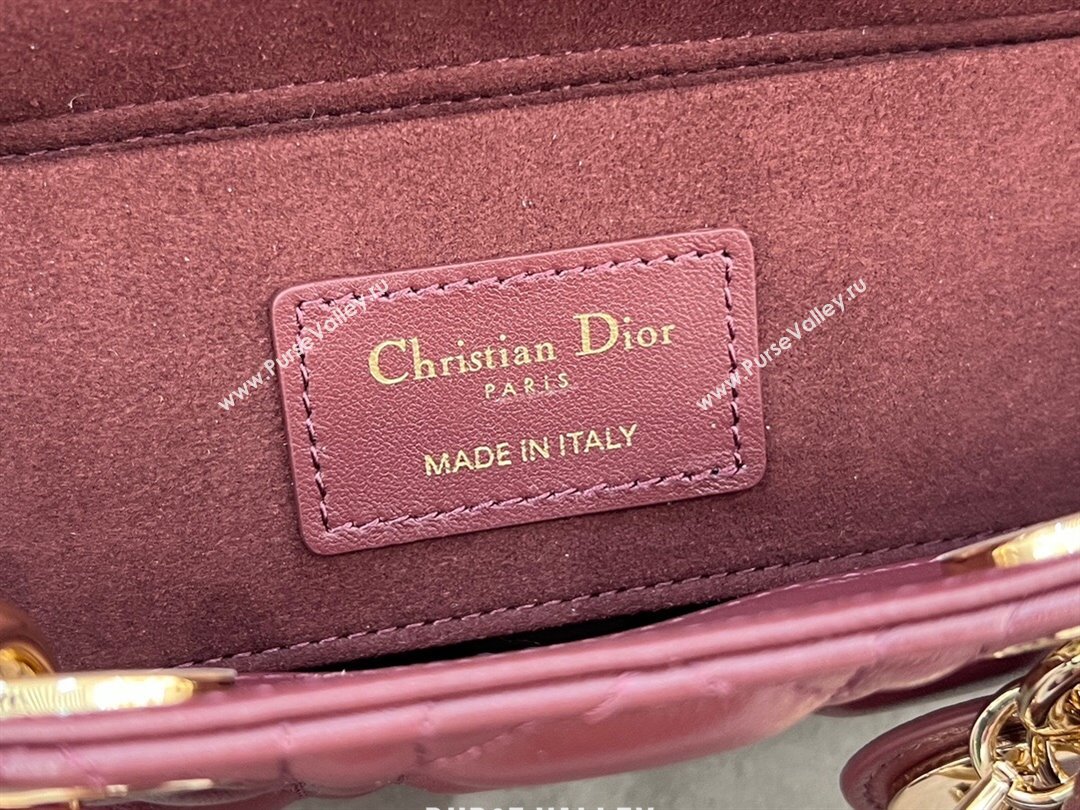 Christian Dior
PARIS
MADE IN ITALY
www.PurseValley.ru
www.PurseValley.ru